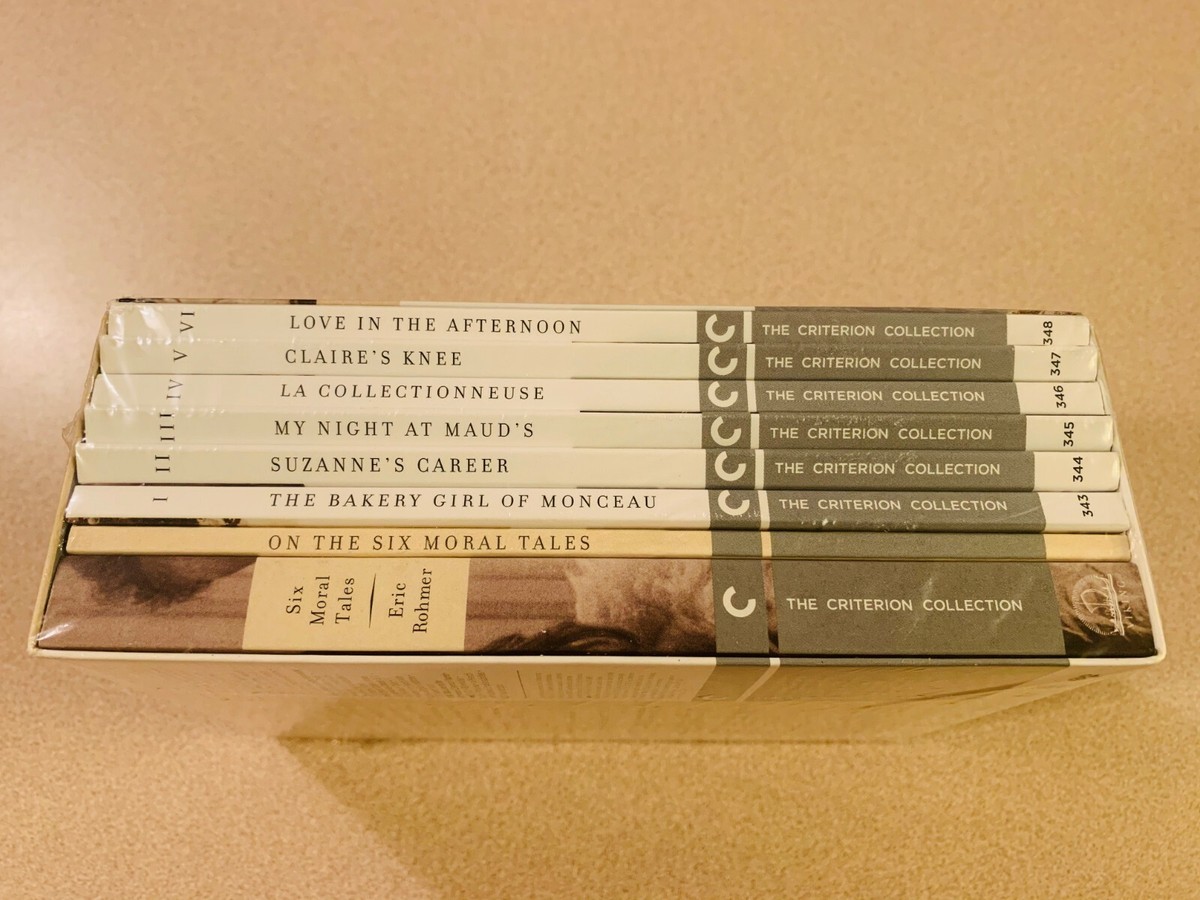 VI LOVE IN THE AFTERNOON THE CRITERION COLLECTION 348
V CLAIRE'S KNEE THE CRITERION COLLECTION 347
IV LA COLLECTIONNEUSE THE CRITERION COLLECTION 346
III MY NIGHT AT MAUD'S THE CRITERION COLLECTION 345
II SUZANNE'S CAREER THE CRITERION COLLECTION 344
I THE BAKERY GIRL OF MONCEAU THE CRITERION COLLECTION 343
ON THE SIX MORAL TALES
Six
Moral
Tales
Eric
Rohmer
THE CRITERION COLLECTION